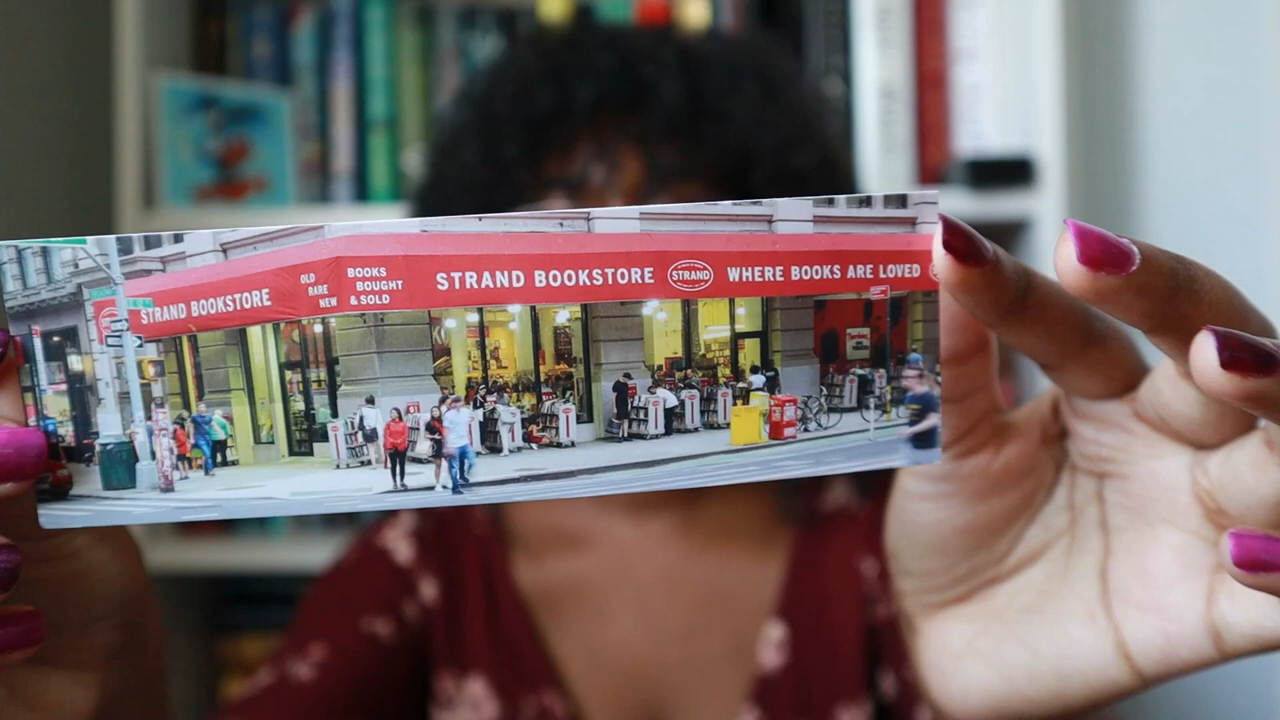 STRAND BOOKSTORE
OLD
RARE
NEW
BOOKS
BOUGHT
& SOLD
STRAND BOOKSTORE
STRAND
WHERE BOOKS ARE LOVED